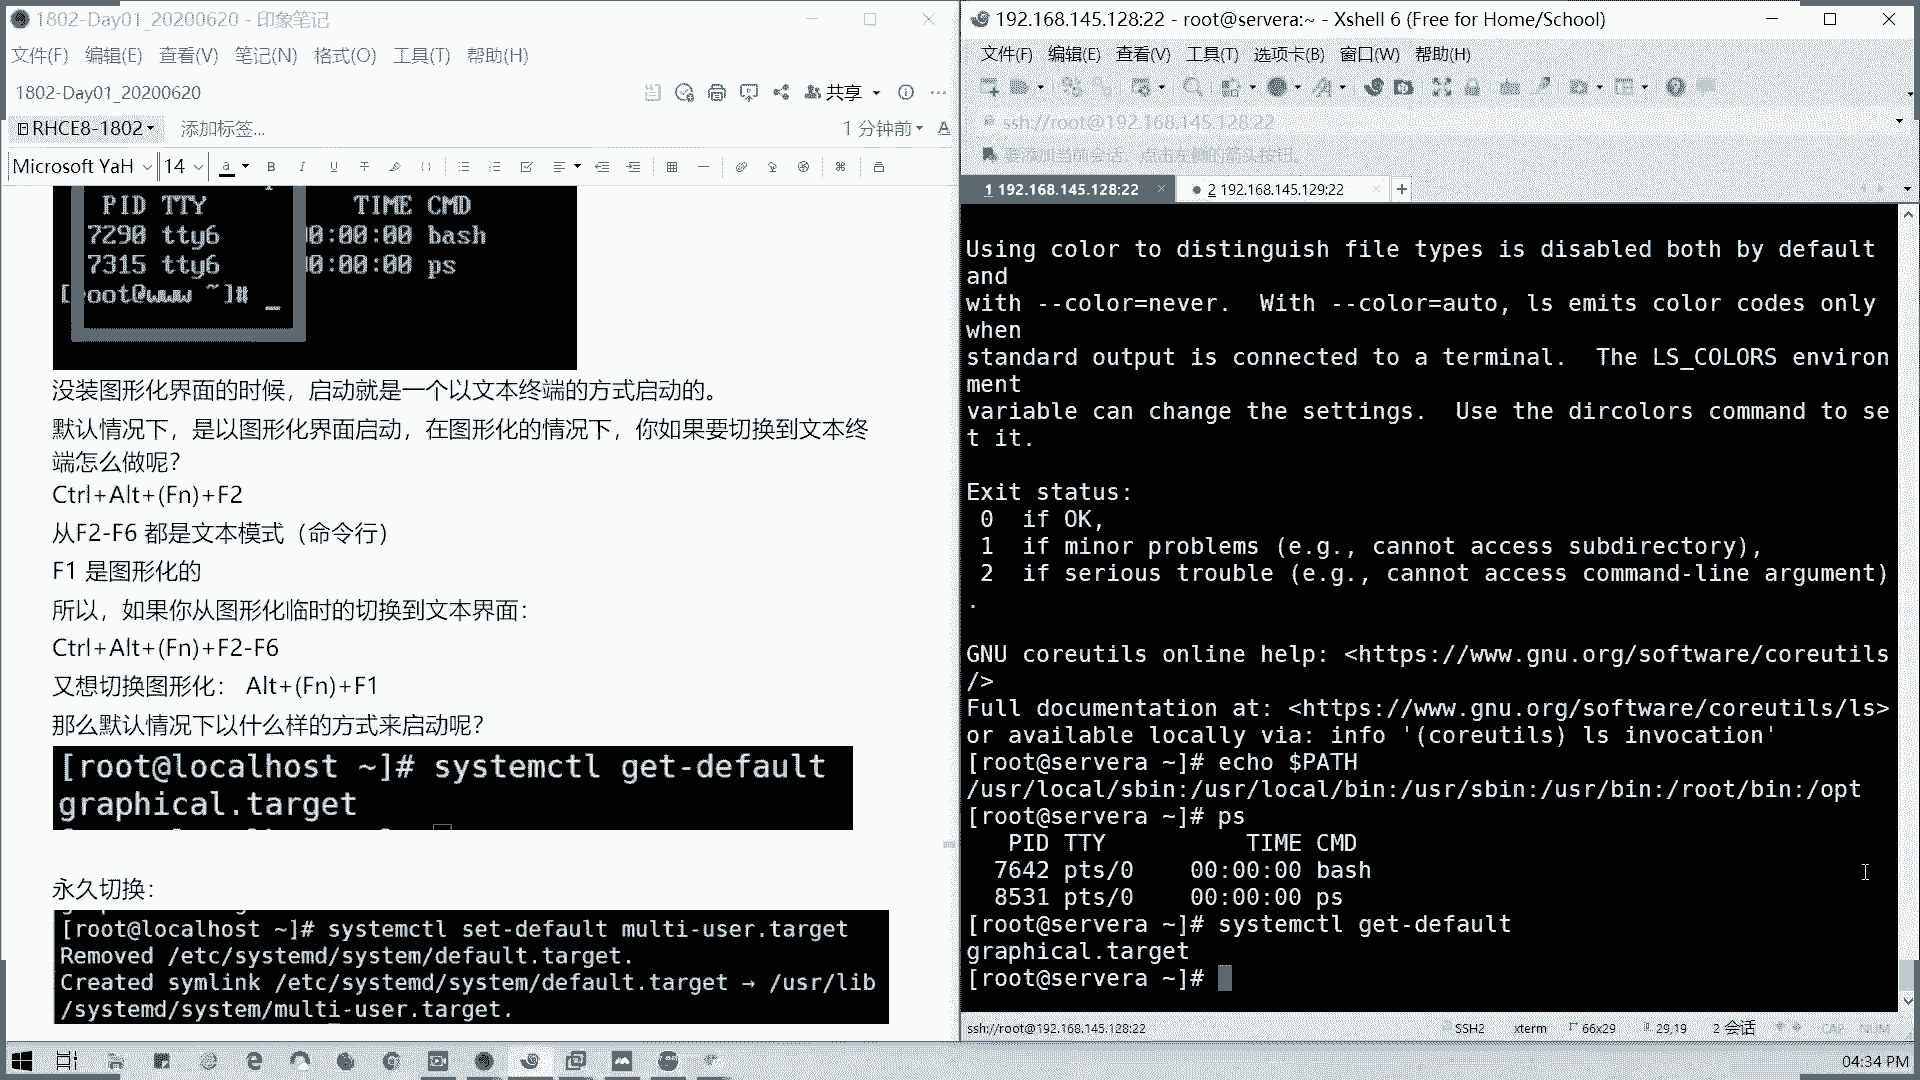 1802-Day01_20200620 - 印象笔记
文件(F) 编辑(E) 查看(V) 笔记(N) 格式(O) 工具(T) 帮助(H)
1802-Day01_20200620
共享
RHCE8-1802
添加标签...
1 分钟前
Microsoft YaH 14
PID TTY TIME CMD
7290 tty6 00:00:00 bash
7315 tty6 00:00:00 ps
[root@www ~]# _
没装图形化界面的时候，启动就是一个以文本终端的方式启动的。
默认情况下，是以图形化界面启动，在图形化的情况下，你如果要切换到文本终
端怎么做呢？
Ctrl+Alt+(Fn)+F2
从F2-F6 都是文本模式（命令行）
F1 是图形化的
所以，如果你从图形化临时的切换到文本界面：
Ctrl+Alt+(Fn)+F2-F6
又想切换图形化： Alt+(Fn)+F1
那么默认情况下以什么样的方式来启动呢？
[root@localhost ~]# systemctl get-default
graphical.target
永久切换：
[root@localhost ~]# systemctl set-default multi-user.target
Removed /etc/systemd/system/default.target.
Created symlink /etc/systemd/system/default.target → /usr/lib
/systemd/system/multi-user.target.
192.168.145.128:22 - root@servera:~ - Xshell 6 (Free for Home/School)
文件(F) 编辑(E) 查看(V) 工具(T) 选项卡(B) 窗口(W) 帮助(H)
ssh://root@192.168.145.128:22
要添加当前会话，点击左侧的箭头按钮。
1 192.168.145.128:22
2 192.168.145.129:22
Using color to distinguish file types is disabled both by default
and
with --color=never.  With --color=auto, ls emits color codes only
when
standard output is connected to a terminal.  The LS_COLORS environ
ment
variable can change the settings.  Use the dircolors command to se
t it.
Exit status:
0  if OK,
1  if minor problems (e.g., cannot access subdirectory),
2  if serious trouble (e.g., cannot access command-line argument)
.
GNU coreutils online help: <https://www.gnu.org/software/coreutils
/>
Full documentation at: <https://www.gnu.org/software/coreutils/ls>
or available locally via: info '(coreutils) ls invocation'
[root@servera ~]# echo $PATH
/usr/local/sbin:/usr/local/bin:/usr/sbin:/usr/bin:/root/bin:/opt
[root@servera ~]# ps
PID TTY TIME CMD
7642 pts/0 00:00:00 bash
8531 pts/0 00:00:00 ps
[root@servera ~]# systemctl get-default
graphical.target
[root@servera ~]#
ssh://root@192.168.145.128:22 SSH2 xterm 66x29 29,19 2 会话 CAP NUM
04:34 PM